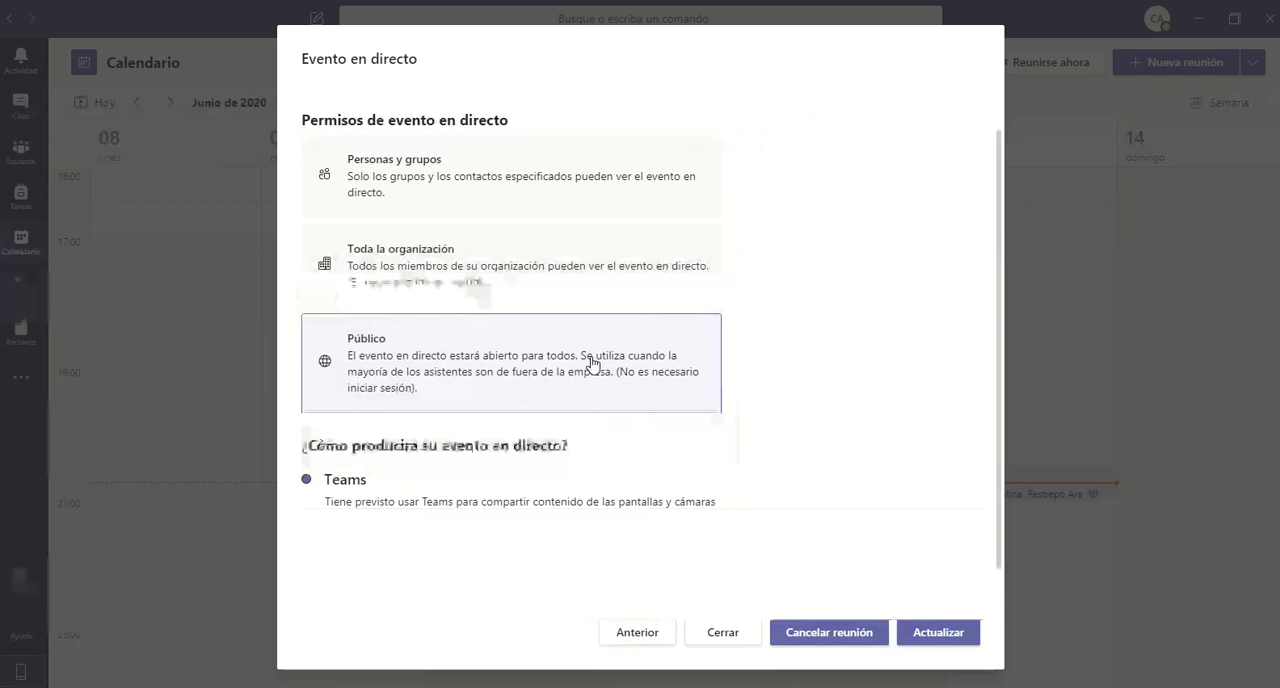 Busque o escriba un comando
CA
Actividad
Chat
Equipos
Tareas
Calendario
Archivos
Ayuda
Calendario
Reunirse ahora
Nueva reunión
Hoy
Junio de 2020
Semana
08
lunes
14
domingo
16:00
17:00
19:00
21:00
23:00
Restrepo Ara
Evento en directo
Permisos de evento en directo
Personas y grupos
Solo los grupos y los contactos especificados pueden ver el evento en
directo.
Toda la organización
Todos los miembros de su organización pueden ver el evento en directo.
Público
El evento en directo estará abierto para todos. Se utiliza cuando la
mayoría de los asistentes son de fuera de la empresa. (No es necesario
iniciar sesión).
¿Cómo producirá su evento en directo?
Teams
Tiene previsto usar Teams para compartir contenido de las pantallas y cámaras
Anterior
Cerrar
Cancelar reunión
Actualizar